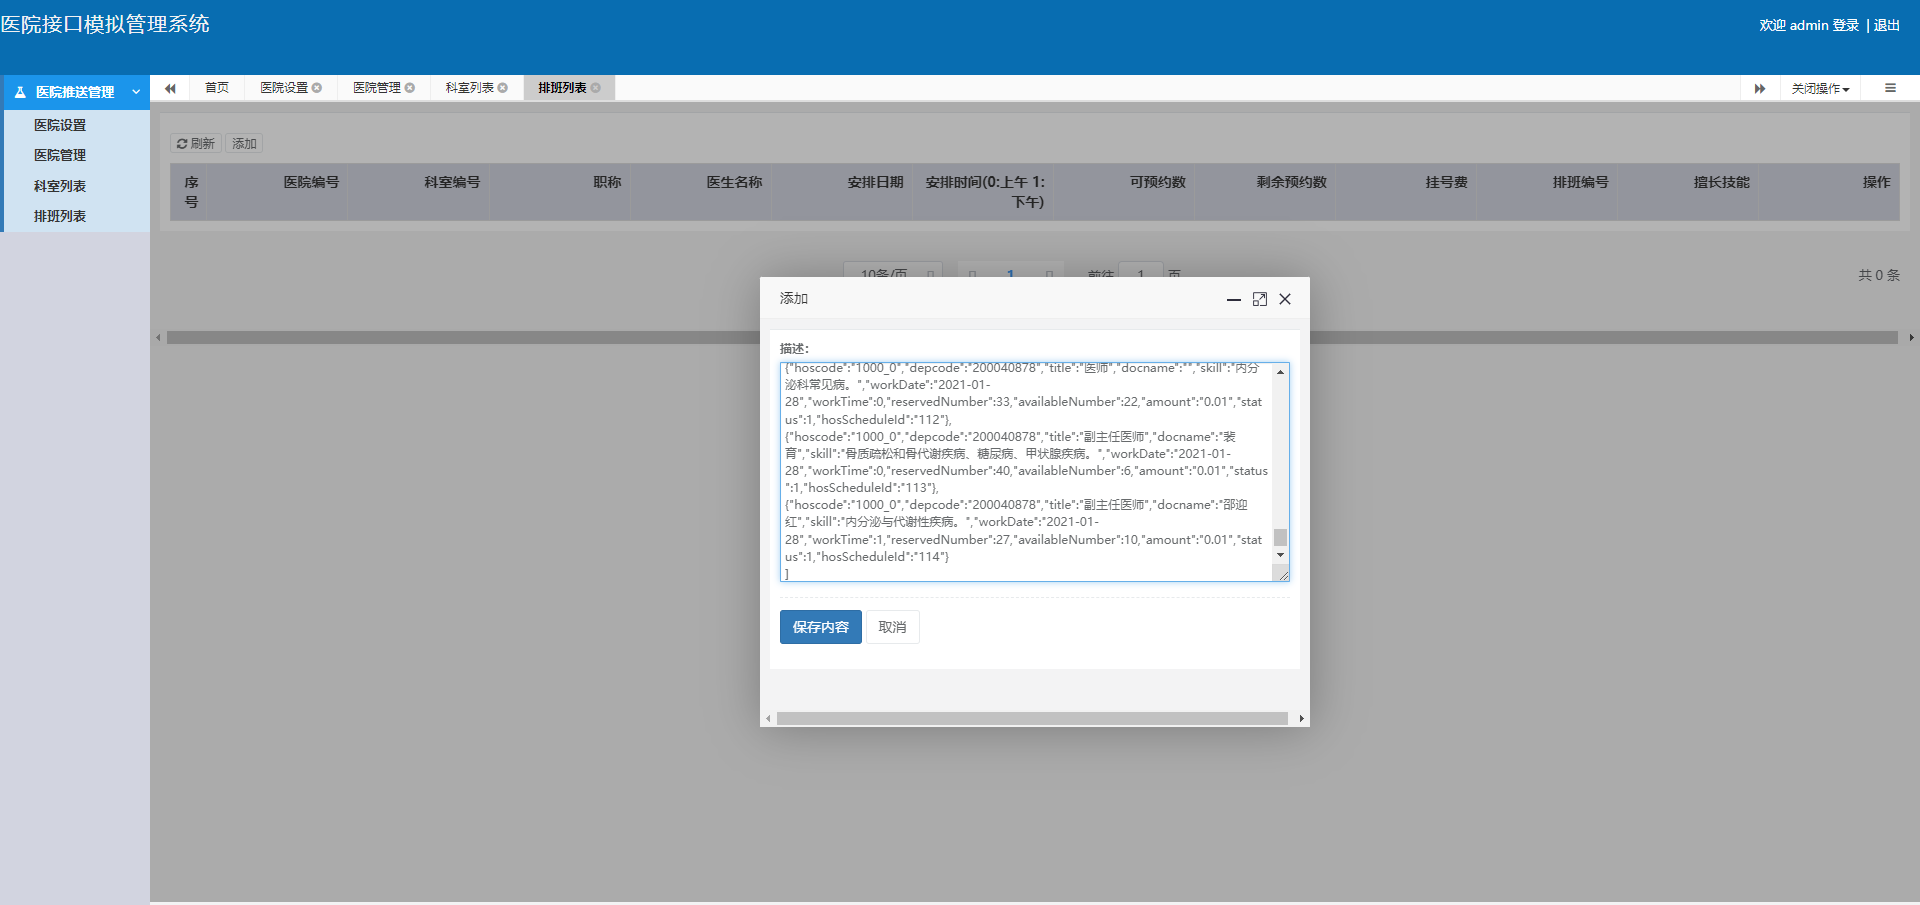 医院接口模拟管理系统
欢迎 admin 登录 | 退出
医院推送管理
医院设置
医院管理
科室列表
排班列表
首页
医院设置
医院管理
科室列表
排班列表
关闭操作
刷新
添加
序号
医院编号
科室编号
职称
医生名称
安排日期
安排时间(0:上午 1:
下午)
可预约数
剩余预约数
挂号费
排班编号
擅长技能
操作
10条/页
1
前往
1
页
共 0 条
添加
描述：
{"hoscode":"1000_0","depcode":"200040878","title":"医师","docname":"","skill":"内分
泌科常见病。","workDate":"2021-01-
28","workTime":0,"reservedNumber":33,"availableNumber":22,"amount":"0.01","stat
us":1,"hosScheduleId":"112"},
{"hoscode":"1000_0","depcode":"200040878","title":"副主任医师","docname":"裴
育","skill":"骨质疏松和骨代谢疾病、糖尿病、甲状腺疾病。","workDate":"2021-01-
28","workTime":0,"reservedNumber":40,"availableNumber":6,"amount":"0.01","status
":1,"hosScheduleId":"113"},
{"hoscode":"1000_0","depcode":"200040878","title":"副主任医师","docname":"邵迎
红","skill":"内分泌与代谢性疾病。","workDate":"2021-01-
28","workTime":1,"reservedNumber":27,"availableNumber":10,"amount":"0.01","stat
us":1,"hosScheduleId":"114"}
]
保存内容
取消